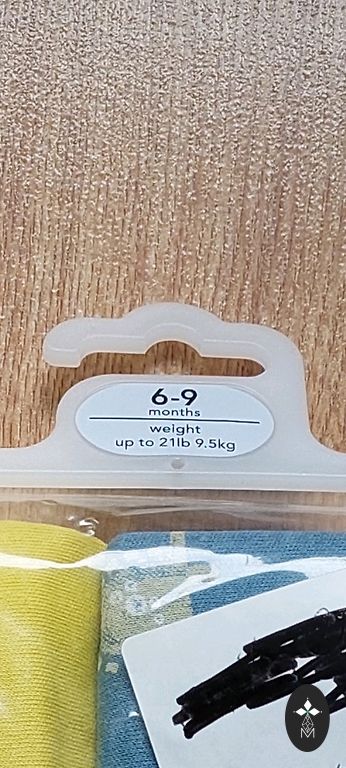 6-9
months
weight
up to 21lb 9.5kg
M